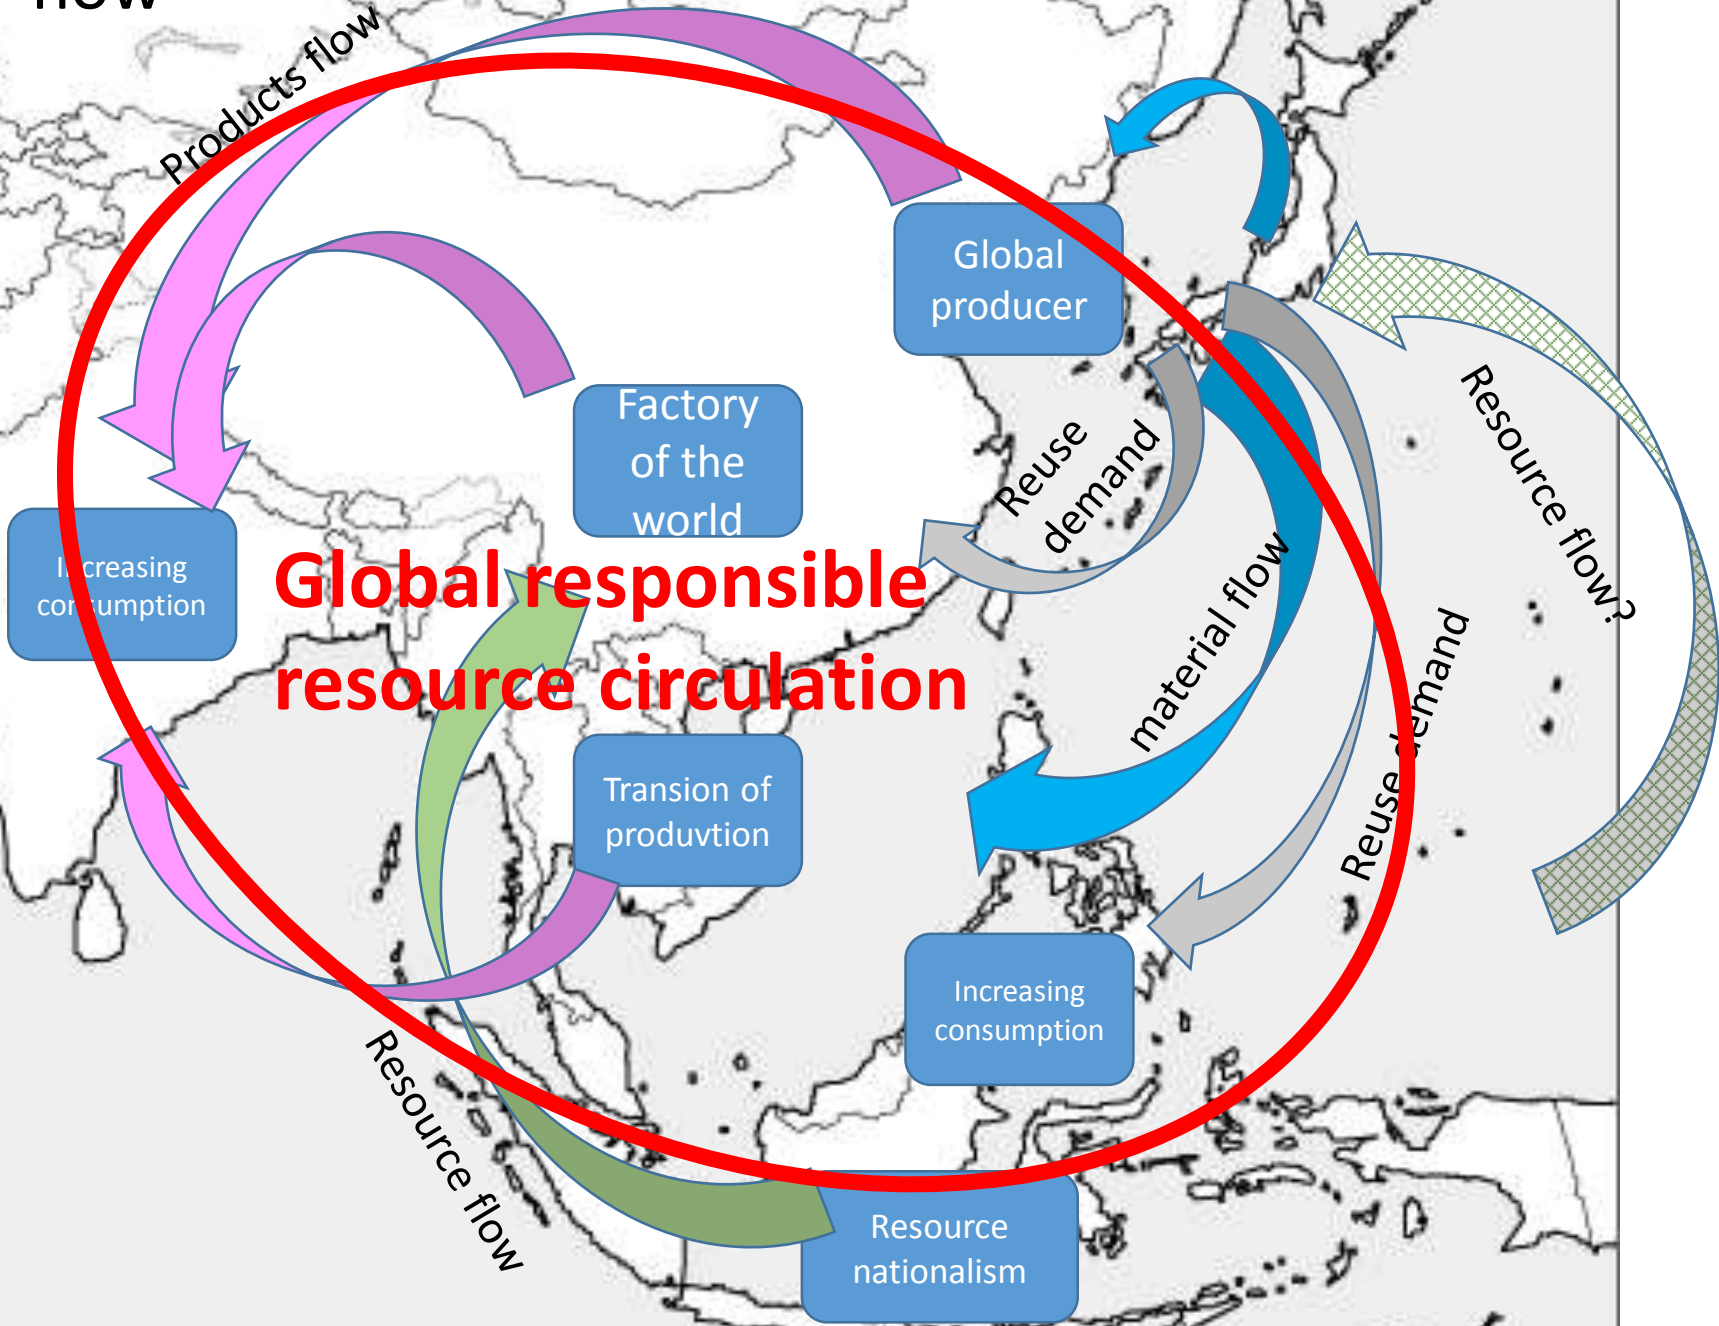 flow
Products flow
Global
producer
Factory
of the
world
Reuse
demand
Resource flow?
Increasing
consumption
Global responsible
resource circulation
material flow
Reuse demand
Transion of
produvtion
Increasing
consumption
Resource flow
Resource
nationalism